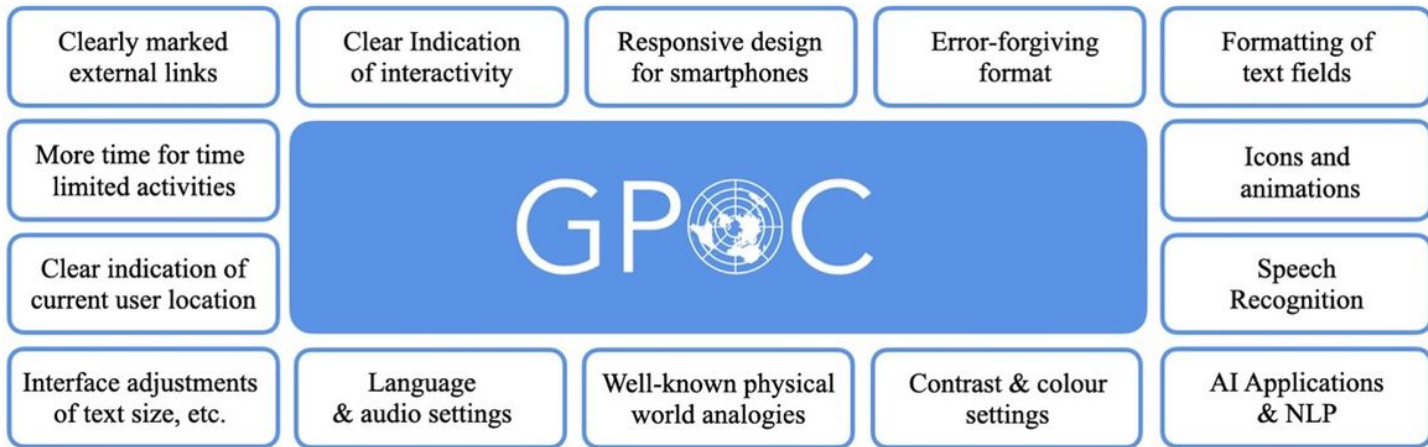 Clearly marked
external links
Clear Indication
of interactivity
Responsive design
for smartphones
Error-forgiving
format
Formatting of
text fields
More time for time
limited activities
GPOC
Icons and
animations
Clear indication of
current user location
Speech
Recognition
Interface adjustments
of text size, etc.
Language
& audio settings
Well-known physical
world analogies
Contrast & colour
settings
AI Applications
& NLP